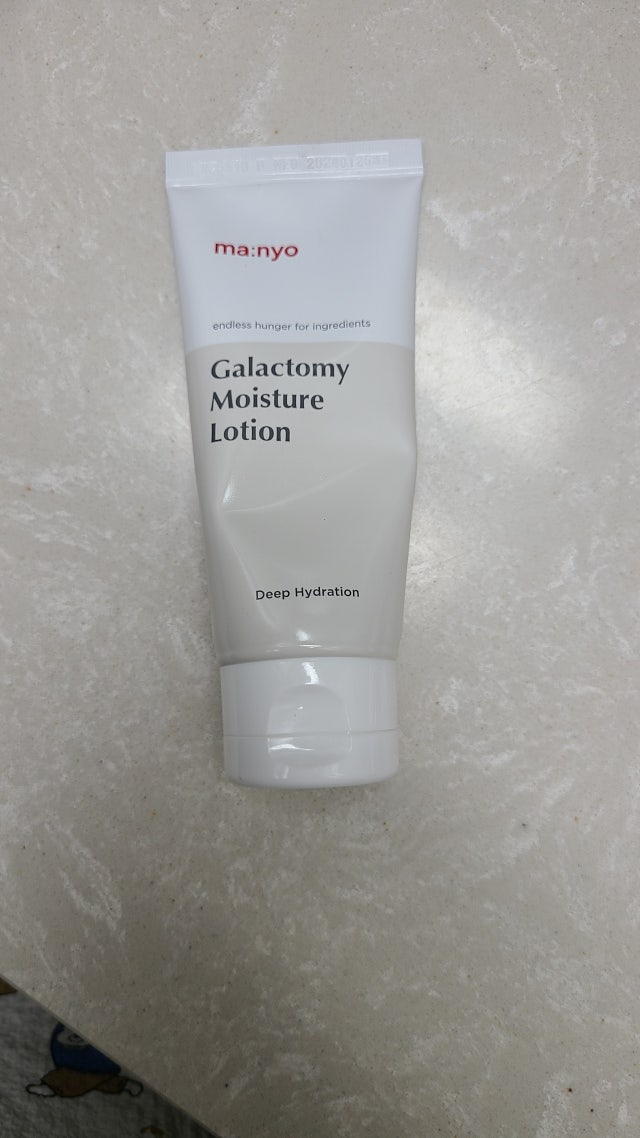 ma:nyo
endless hunger for ingredients
Galactomy
Moisture
Lotion
Deep Hydration